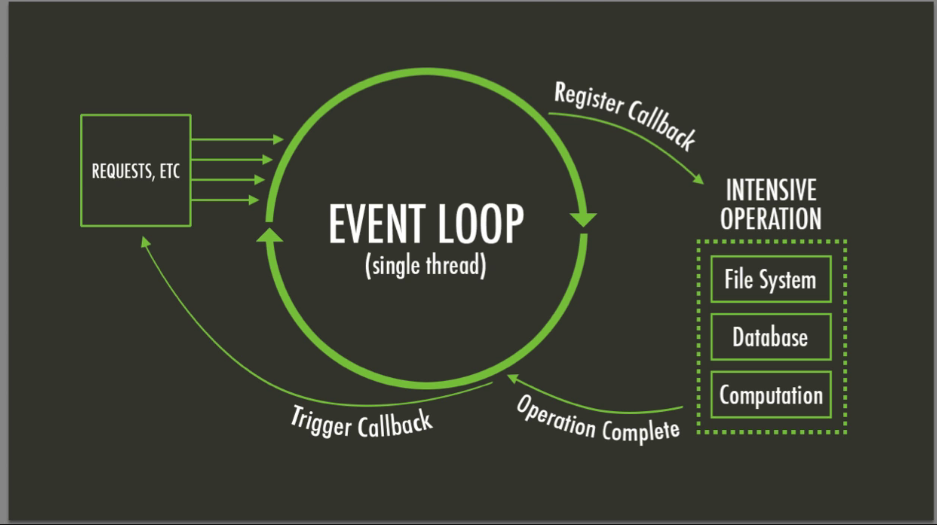 Register Callback
REQUESTS, ETC
INTENSIVE
OPERATION
EVENT LOOP
(single thread)
File System
Database
Computation
Trigger Callback
Operation Complete